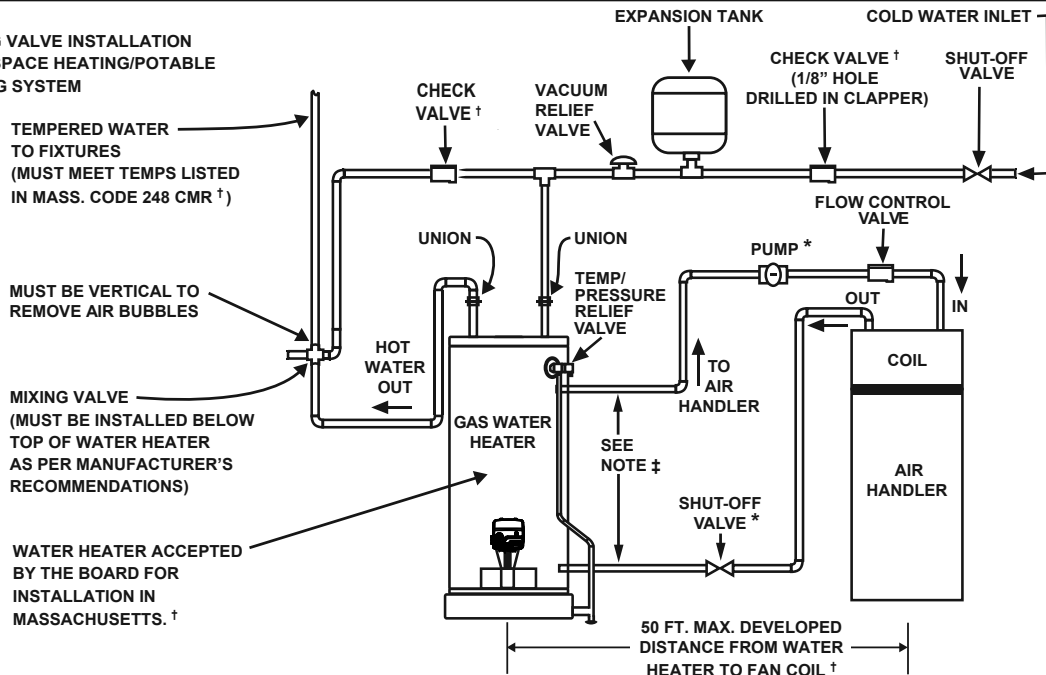 VALVE INSTALLATION
SPACE HEATING/POTABLE
SYSTEM
EXPANSION TANK
COLD WATER INLET
TEMPERED WATER
TO FIXTURES
(MUST MEET TEMPS LISTED
IN MASS. CODE 248 CMR †)
CHECK
VALVE †
VACUUM
RELIEF
VALVE
CHECK VALVE †
(1/8” HOLE
DRILLED IN CLAPPER)
SHUT-OFF
VALVE
FLOW CONTROL
VALVE
UNION
UNION
PUMP *
TEMP/
PRESSURE
RELIEF
VALVE
OUT
IN
MUST BE VERTICAL TO
REMOVE AIR BUBBLES
HOT
WATER
OUT
TO
AIR
HANDLER
COIL
MIXING VALVE
(MUST BE INSTALLED BELOW
TOP OF WATER HEATER
AS PER MANUFACTURER’S
RECOMMENDATIONS)
GAS WATER
HEATER
SEE
NOTE ‡
AIR
HANDLER
SHUT-OFF
VALVE *
WATER HEATER ACCEPTED
BY THE BOARD FOR
INSTALLATION IN
MASSACHUSETTS. †
50 FT. MAX. DEVELOPED
DISTANCE FROM WATER
HEATER TO FAN COIL †